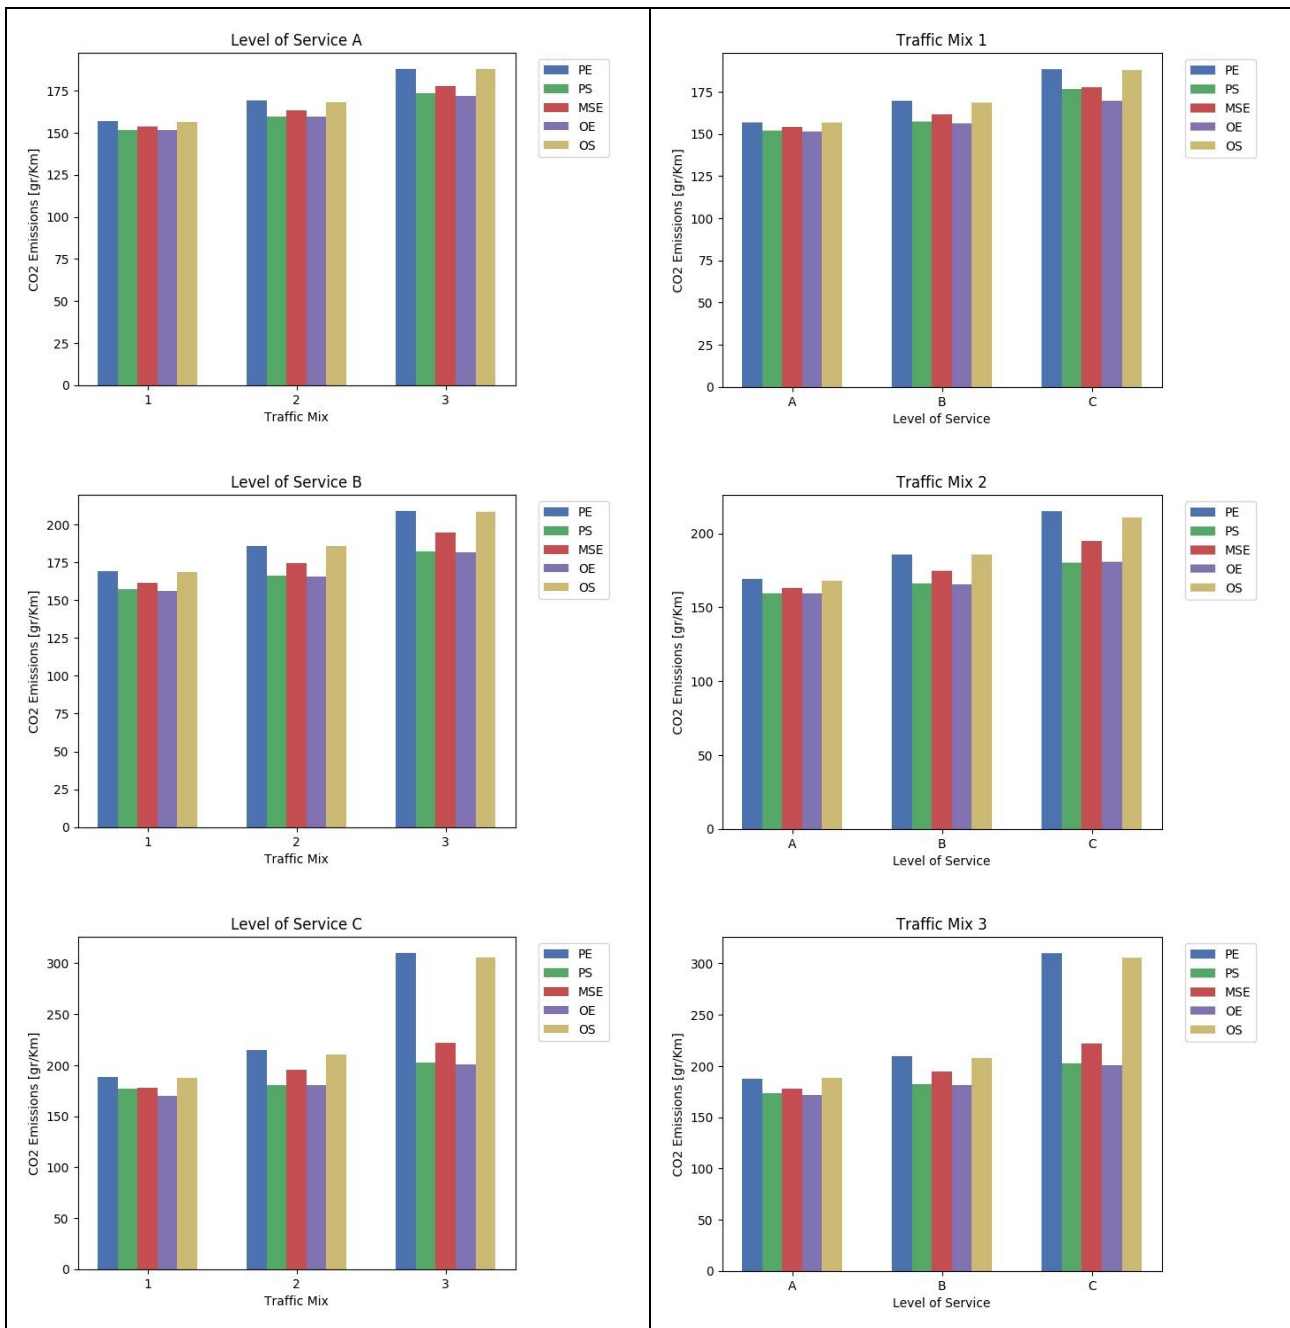 Level of Service A
CO2 Emissions [gr/Km]
175
150
125
100
75
50
25
0
1 2 3
Traffic Mix
PE
PS
MSE
OE
OS
Traffic Mix 1
CO2 Emissions [gr/Km]
175
150
125
100
75
50
25
0
A B C
Level of Service
PE
PS
MSE
OE
OS
Level of Service B
CO2 Emissions [gr/Km]
200
175
150
125
100
75
50
25
0
1 2 3
Traffic Mix
PE
PS
MSE
OE
OS
Traffic Mix 2
CO2 Emissions [gr/Km]
200
150
100
50
0
A B C
Level of Service
PE
PS
MSE
OE
OS
Level of Service C
CO2 Emissions [gr/Km]
300
250
200
150
100
50
0
1 2 3
Traffic Mix
PE
PS
MSE
OE
OS
Traffic Mix 3
CO2 Emissions [gr/Km]
300
250
200
150
100
50
0
A B C
Level of Service
PE
PS
MSE
OE
OS